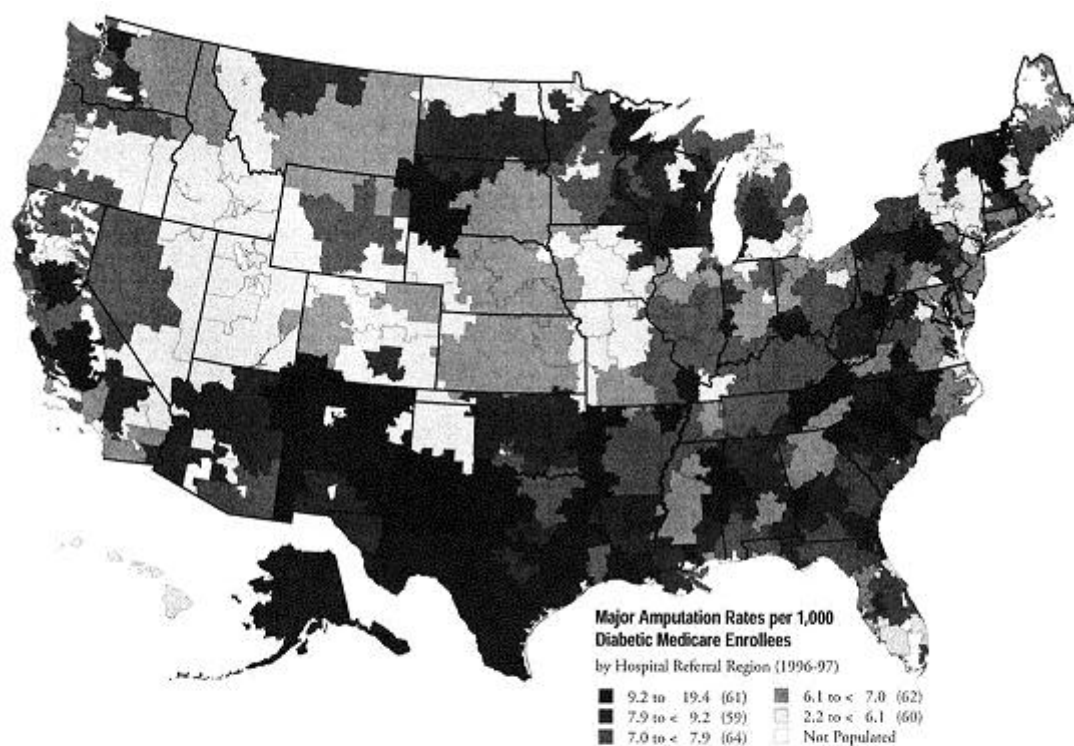 Major Amputation Rates per 1,000
Diabetic Medicare Enrollees
by Hospital Referral Region (1996-97)
9.2 to 19.4 (61)
7.9 to < 9.2 (59)
7.0 to < 7.9 (64)
6.1 to < 7.0 (62)
2.2 to < 6.1 (60)
Not Populated